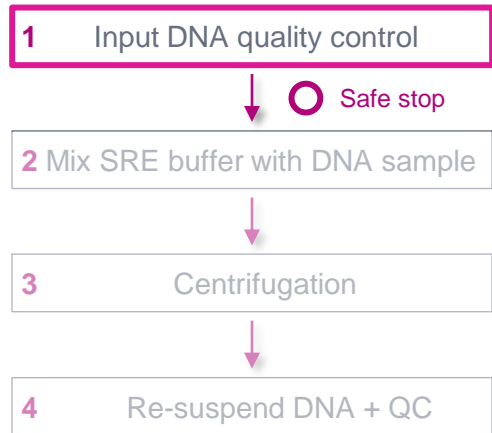 1 Input DNA quality control
Safe stop
2 Mix SRE buffer with DNA sample
3 Centrifugation
4 Re-suspend DNA + QC